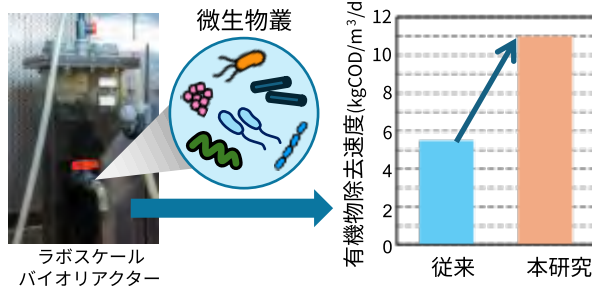 微生物叢
ラボスケール
バイオリアクター
有機物除去速度(kgCOD/m³/d
12
10
8
6
4
2
0
従来
本研究